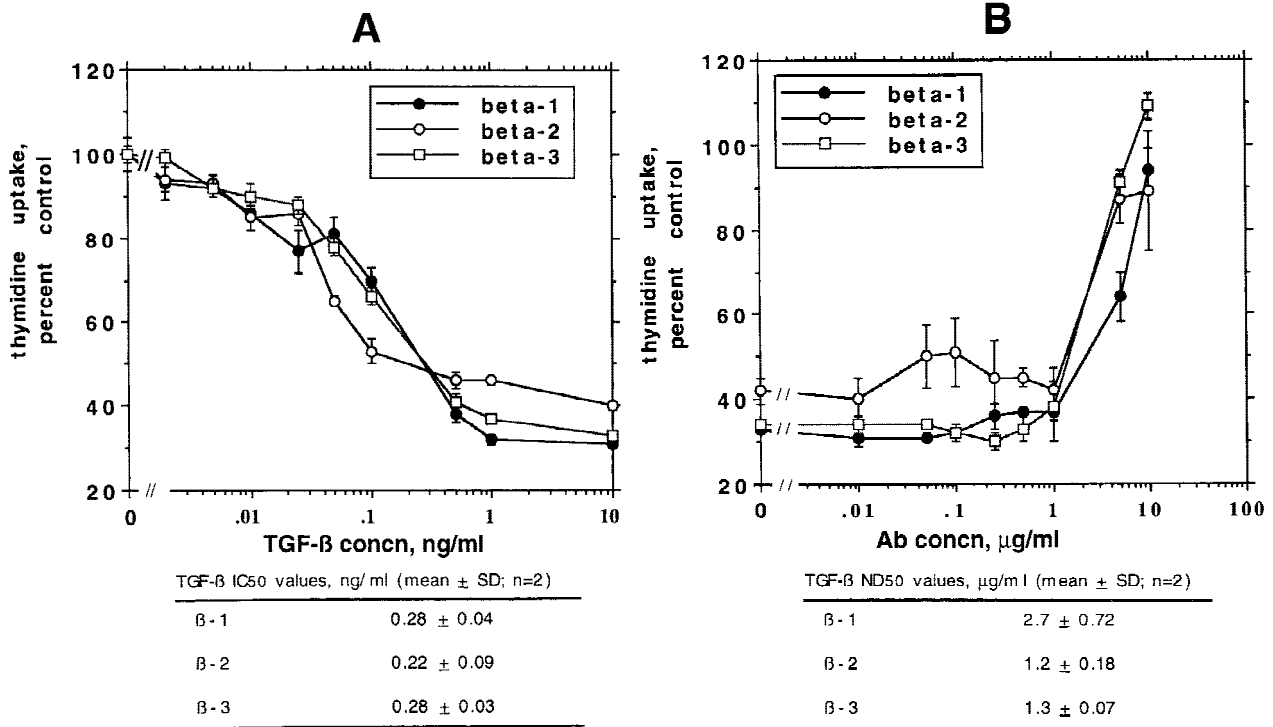 A
120
100
80
60
40
20
thymidine uptake,
percent control
beta-1
beta-2
beta-3
//
//
0 .01 .1 1 10
TGF-ß concn, ng/ml
TGF-ß IC50 values, ng/ml (mean ± SD; n=2)
ß-1 0.28 ± 0.04
ß-2 0.22 ± 0.09
ß-3 0.28 ± 0.03
B
120
100
80
60
40
20
thymidine uptake,
percent control
beta-1
beta-2
beta-3
//
//
//
0 .01 .1 1 10 100
Ab concn, µg/ml
TGF-ß ND50 values, µg/ml (mean ± SD; n=2)
ß-1 2.7 ± 0.72
ß-2 1.2 ± 0.18
ß-3 1.3 ± 0.07